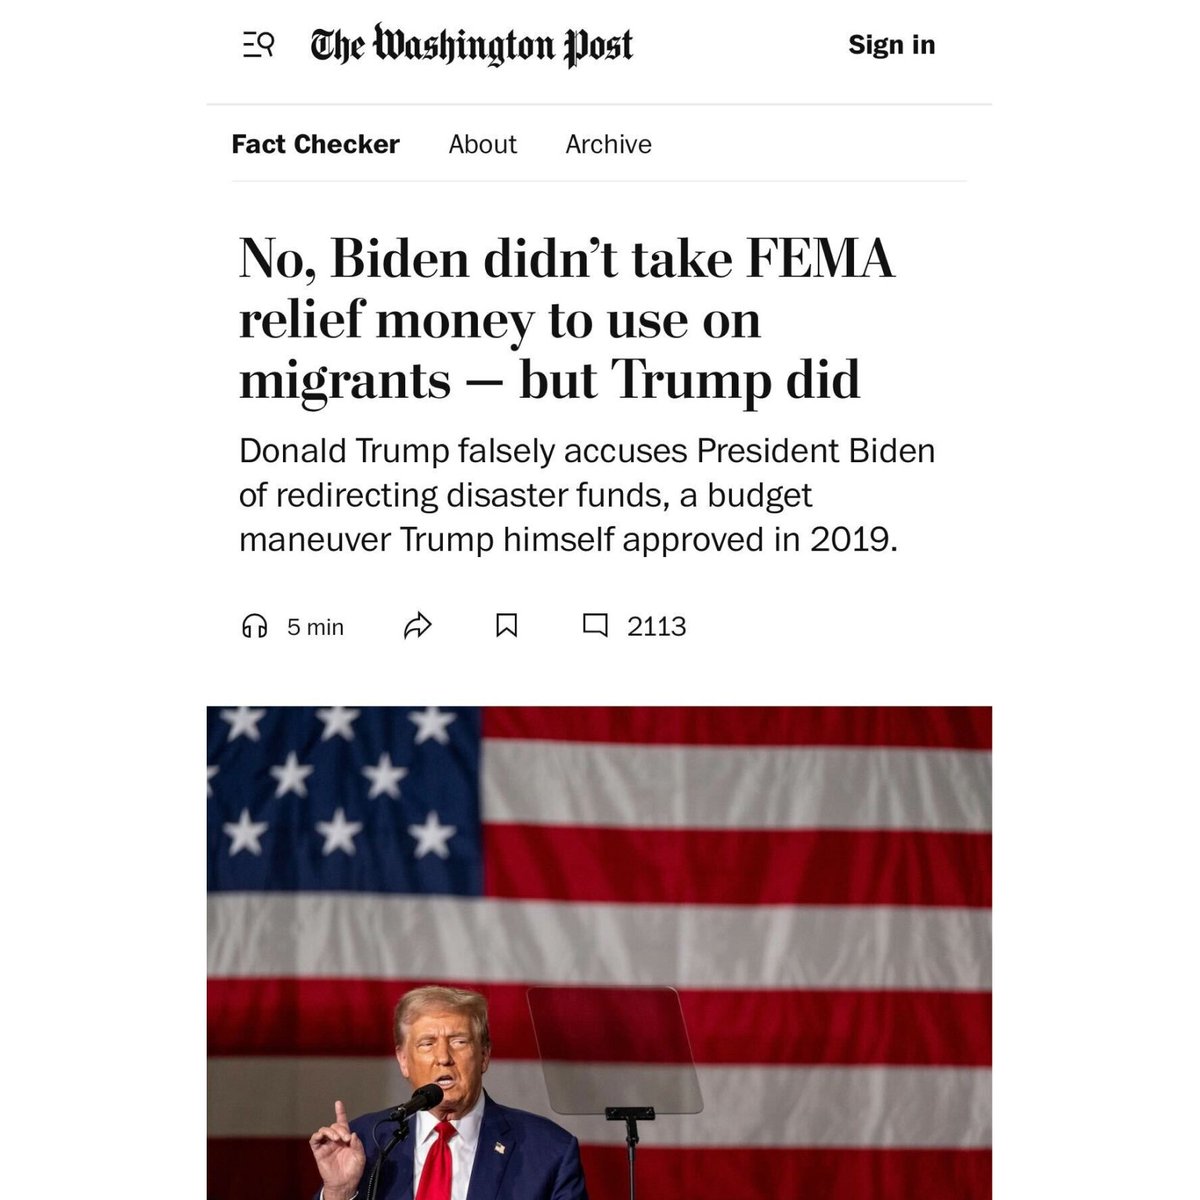 The Washington Post
Sign in
Fact Checker About Archive
No, Biden didn’t take FEMA
relief money to use on
migrants — but Trump did
Donald Trump falsely accuses President Biden
of redirecting disaster funds, a budget
maneuver Trump himself approved in 2019.
5 min 2113